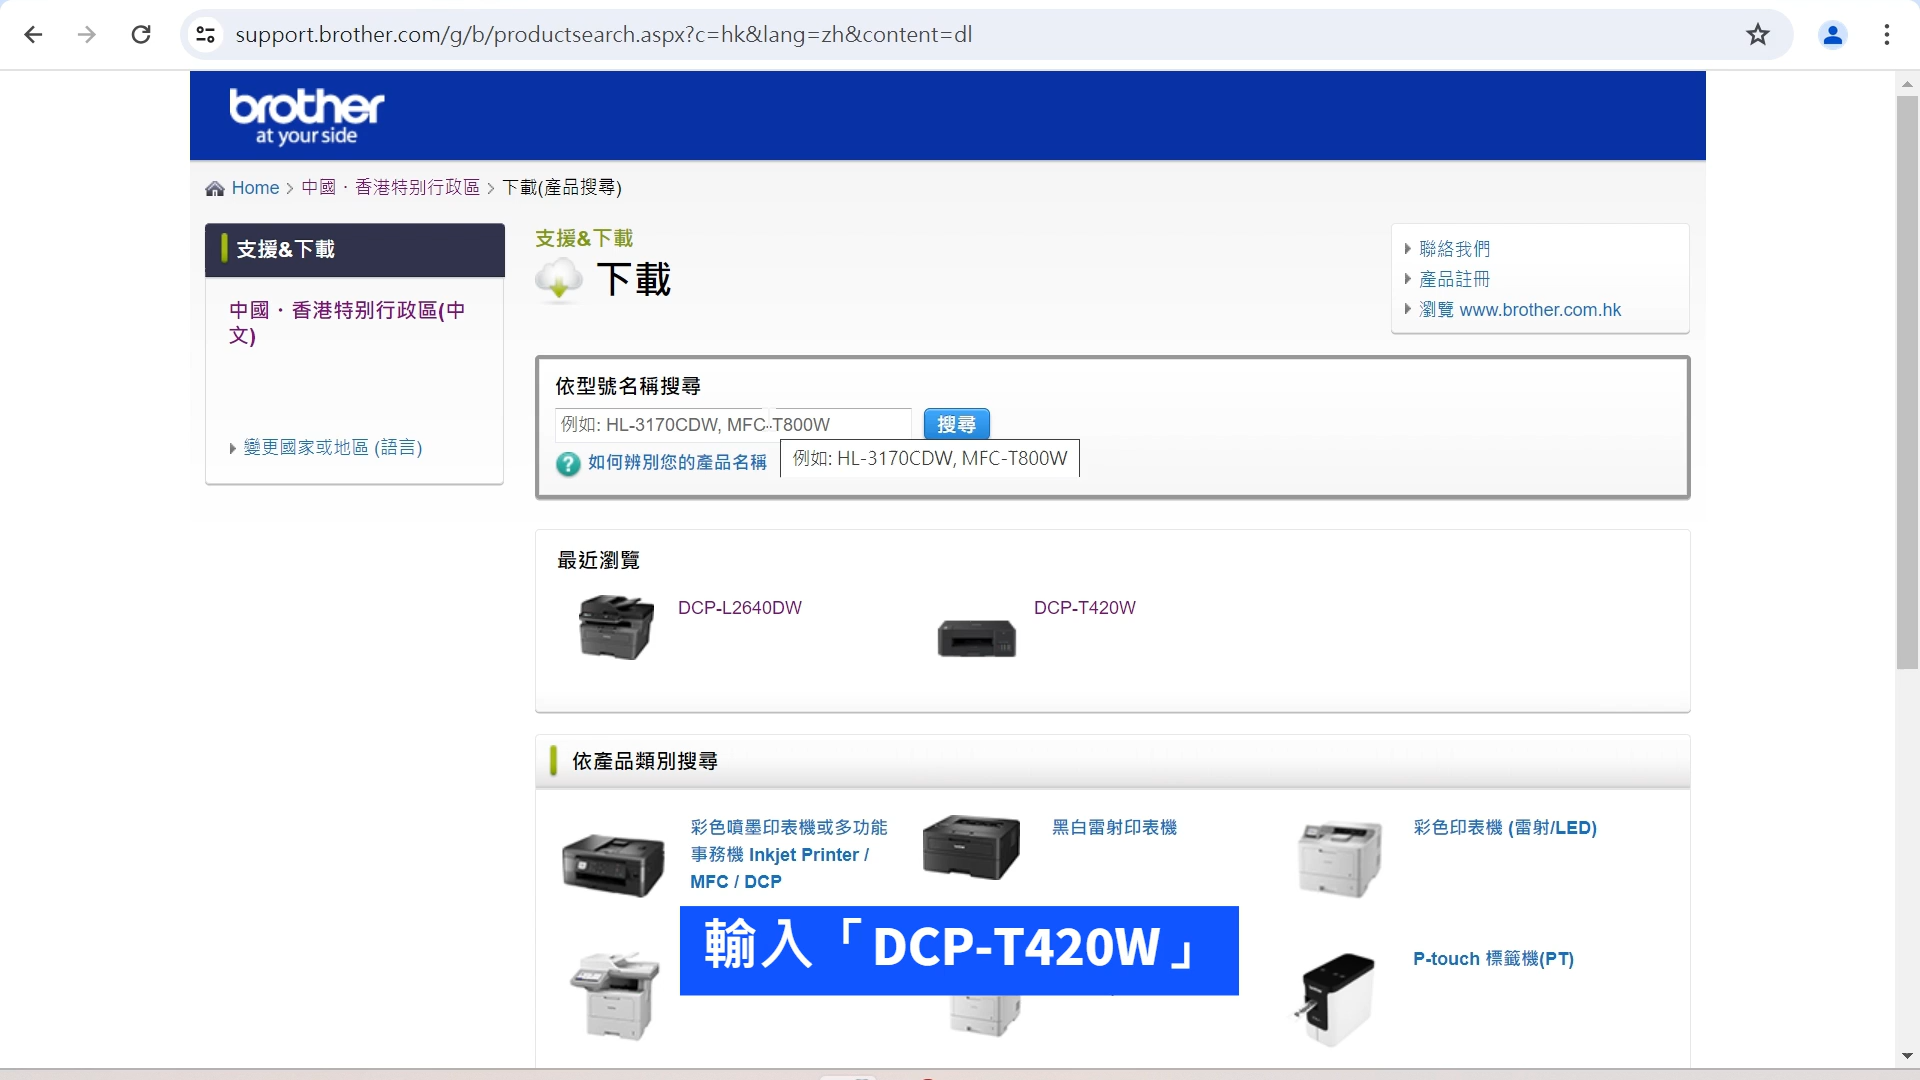 support.brother.com/g/b/productsearch.aspx?c=hk&lang=zh&content=dl
brother
at your side
Home > 中國 · 香港特別行政區 > 下載(產品搜尋)
支援&下載
中國 · 香港特別行政區(中
文)
變更國家或地區 (語言)
支援&下載
下載
聯絡我們
產品註冊
瀏覽 www.brother.com.hk
依型號名稱搜尋
例如: HL-3170CDW, MFC-T800W
搜尋
如何辨別您的產品名稱
例如: HL-3170CDW, MFC-T800W
最近瀏覽
DCP-L2640DW
DCP-T420W
依產品類別搜尋
彩色噴墨印表機或多功能
事務機 Inkjet Printer /
MFC / DCP
黑白雷射印表機
彩色印表機 (雷射/LED)
輸入「DCP-T420W」
P-touch 標籤機(PT)